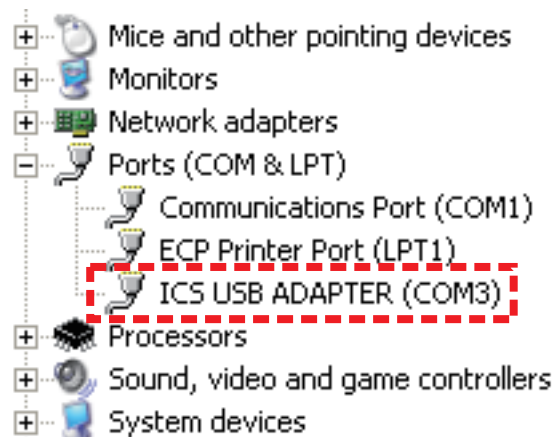 Mice and other pointing devices
Monitors
Network adapters
Ports (COM & LPT)
Communications Port (COM1)
ECP Printer Port (LPT1)
ICS USB ADAPTER (COM3)
Processors
Sound, video and game controllers
System devices